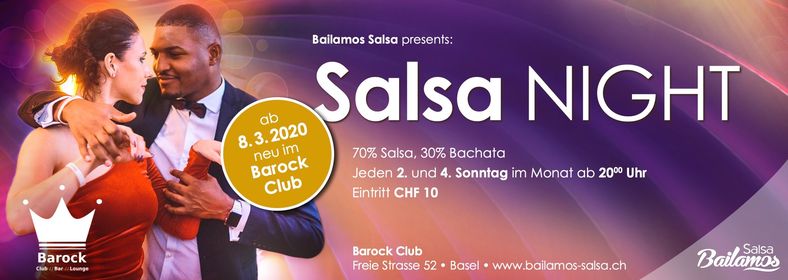 Bailamos Salsa presents:
Salsa NIGHT
ab
8.3.2020
neu im
Barock
Club
70% Salsa, 30% Bachata
Jeden 2. und 4. Sonntag im Monat ab 20⁰⁰ Uhr
Eintritt CHF 10
Barock
Club // Bar // Lounge
Barock Club
Freie Strasse 52 • Basel • www.bailamos-salsa.ch
Salsa
Bailamos